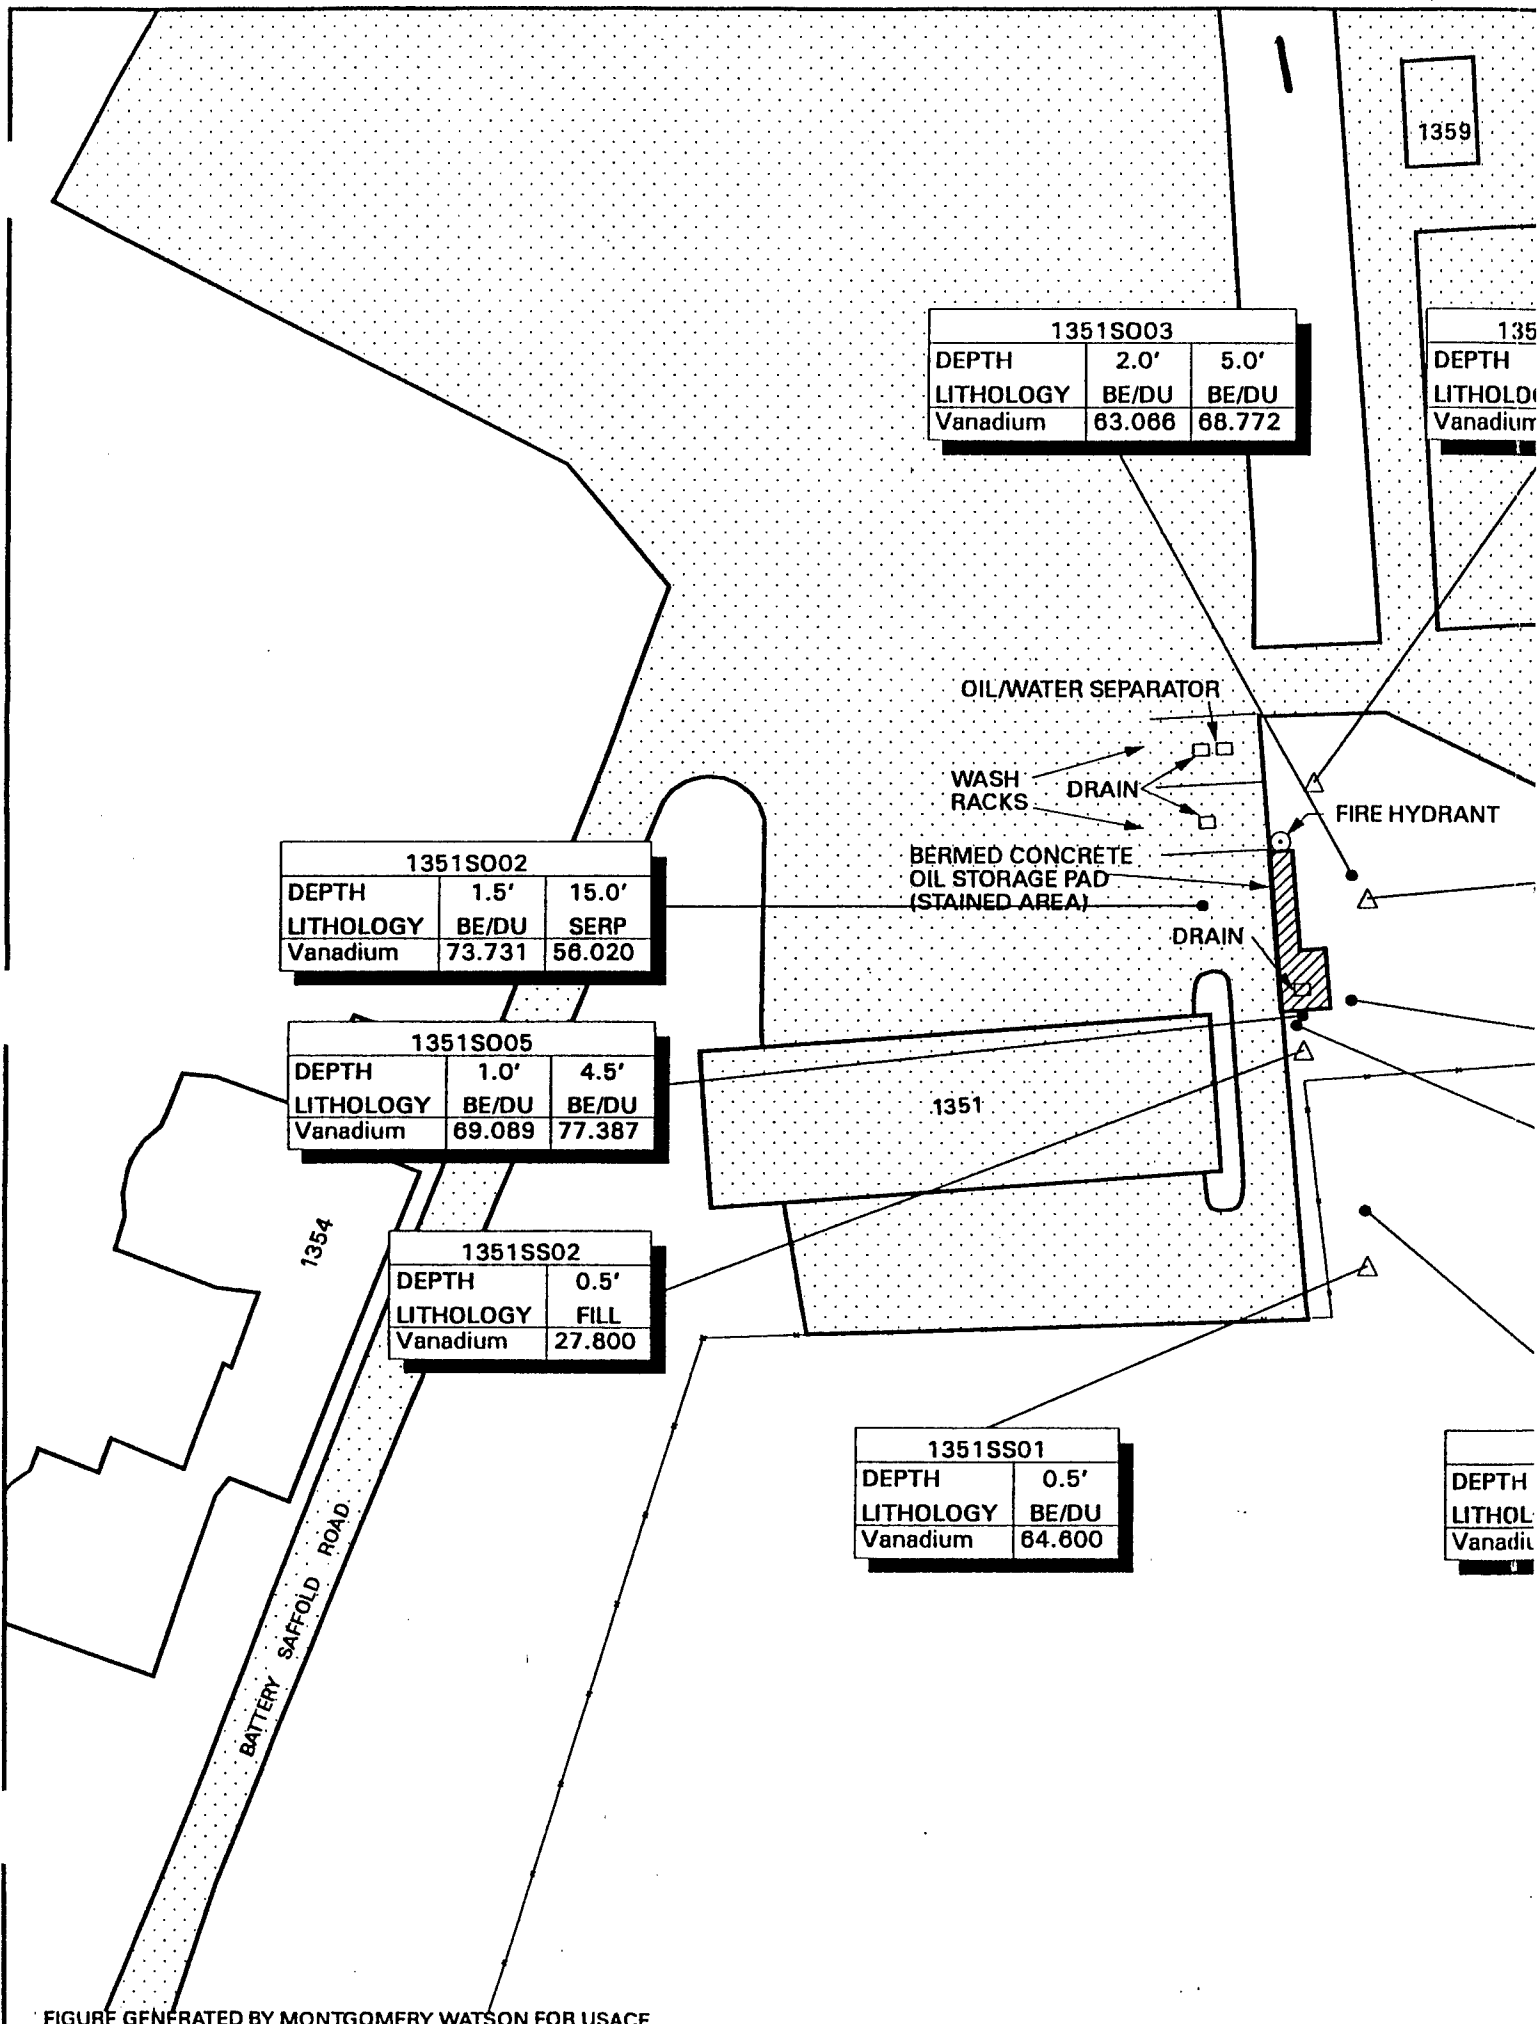 1359
1351SO03
DEPTH 2.0' 5.0'
LITHOLOGY BE/DU BE/DU
Vanadium 63.066 68.772
135
DEPTH
LITHOLO
Vanadium
OIL/WATER SEPARATOR
WASH
RACKS
DRAIN
FIRE HYDRANT
BERMED CONCRETE
OIL STORAGE PAD
(STAINED AREA)
DRAIN
1351SO02
DEPTH 1.5' 15.0'
LITHOLOGY BE/DU SERP
Vanadium 73.731 56.020
1351SO05
DEPTH 1.0' 4.5'
LITHOLOGY BE/DU BE/DU
Vanadium 69.089 77.387
1351
1354
1351SS02
DEPTH 0.5'
LITHOLOGY FILL
Vanadium 27.800
1351SS01
DEPTH 0.5'
LITHOLOGY BE/DU
Vanadium 64.600
DEPTH
LITHOL
Vanadiu
BATTERY SAFFOLD ROAD
FIGURE GENERATED BY MONTGOMERY WATSON FOR USACE